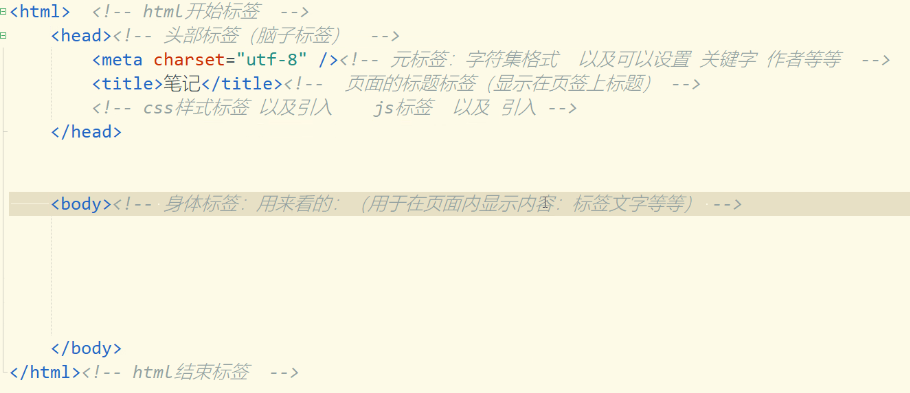 <html>  <!-- html开始标签  -->
<head><!-- 头部标签（脑子标签）  -->
<meta charset="utf-8" /><!-- 元标签：字符集格式  以及可以设置 关键字 作者等等  -->
<title>笔记</title><!--  页面的标题标签（显示在页签上标题） -->
<!-- css样式标签 以及引入    js标签  以及 引入 -->
</head>
<body><!-- 身体标签：用来看的：（用于在页面内显示内容：标签文字等等） -->
</body>
</html><!-- html结束标签  -->